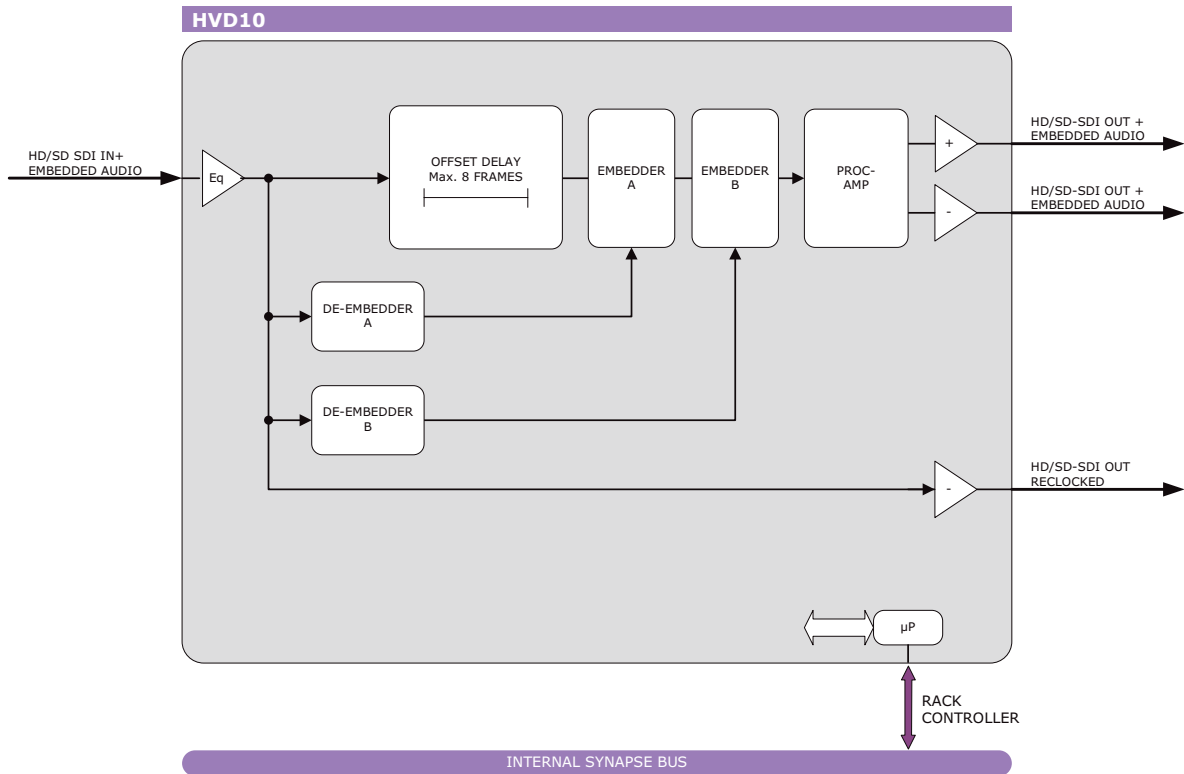 HVD10
HD/SD SDI IN+
EMBEDDED AUDIO
Eq
OFFSET DELAY
Max. 8 FRAMES
EMBEDDER
A
EMBEDDER
B
PROC-
AMP
+
HD/SD-SDI OUT +
EMBEDDED AUDIO
-
HD/SD-SDI OUT +
EMBEDDED AUDIO
DE-EMBEDDER
A
DE-EMBEDDER
B
-
HD/SD-SDI OUT
RECLOCKED
µP
RACK
CONTROLLER
INTERNAL SYNAPSE BUS